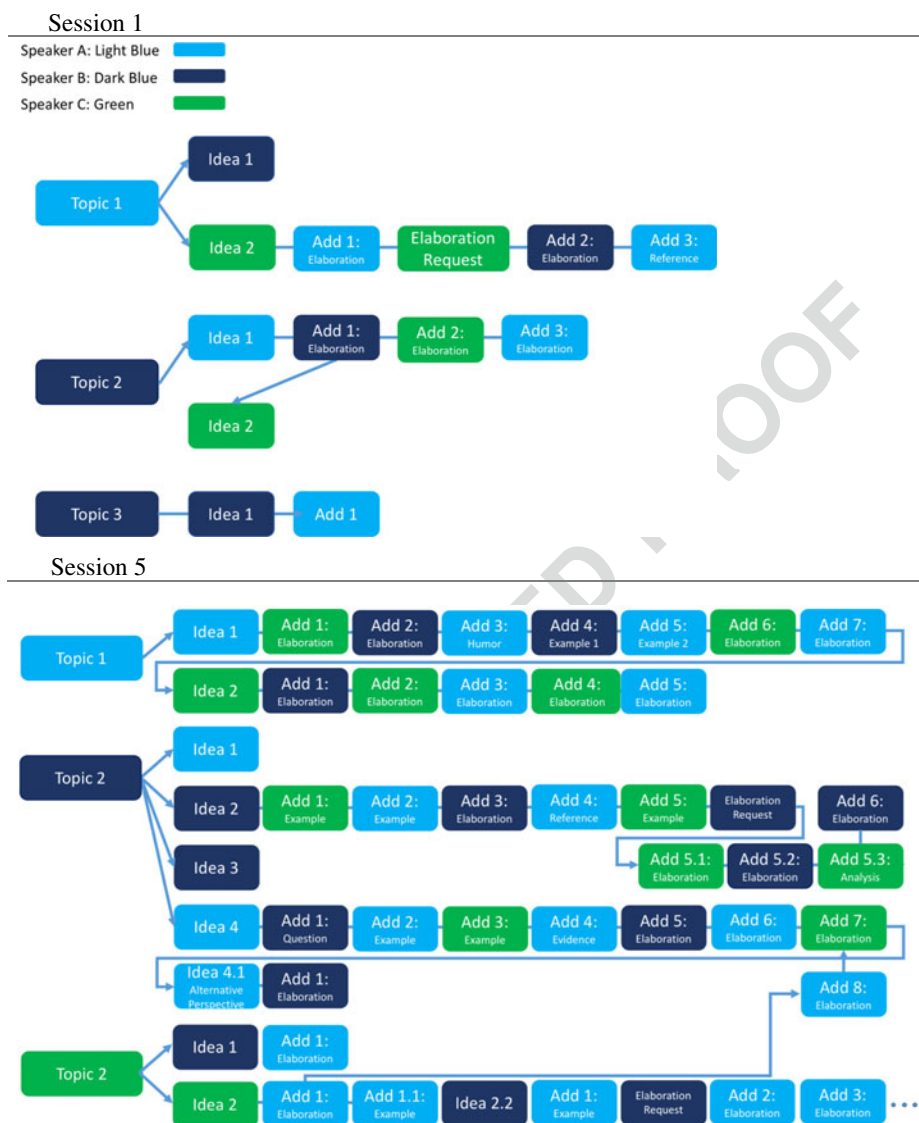 Session 1
Speaker A: Light Blue
Speaker B: Dark Blue
Speaker C: Green
Idea 1
Topic 1
Idea 2
Add 1:
Elaboration
Elaboration
Request
Add 2:
Elaboration
Add 3:
Reference
Topic 2
Idea 1
Add 1:
Elaboration
Add 2:
Elaboration
Add 3:
Elaboration
Idea 2
Topic 3
Idea 1
Add 1
Session 5
Topic 1
Idea 1
Add 1:
Elaboration
Add 2:
Elaboration
Add 3:
Humor
Add 4:
Example 1
Add 5:
Example 2
Add 6:
Elaboration
Add 7:
Elaboration
Idea 2
Add 1:
Elaboration
Add 2:
Elaboration
Add 3:
Elaboration
Add 4:
Elaboration
Add 5:
Elaboration
Topic 2
Idea 1
Idea 2
Add 1:
Example
Add 2:
Example
Add 3:
Elaboration
Add 4:
Reference
Add 5:
Example
Elaboration
Request
Add 6:
Elaboration
Add 5.1:
Elaboration
Add 5.2:
Elaboration
Add 5.3:
Analysis
Idea 3
Idea 4
Add 1:
Question
Add 2:
Example
Add 3:
Example
Add 4:
Evidence
Add 5:
Elaboration
Add 6:
Elaboration
Add 7:
Elaboration
Idea 4.1
Alternative
Perspective
Add 1:
Elaboration
Add 8:
Elaboration
Topic 2
Idea 1
Add 1:
Elaboration
Idea 2
Add 1:
Elaboration
Add 1.1:
Example
Idea 2.2
Add 1:
Example
Elaboration
Request
Add 2:
Elaboration
Add 3:
Elaboration
...